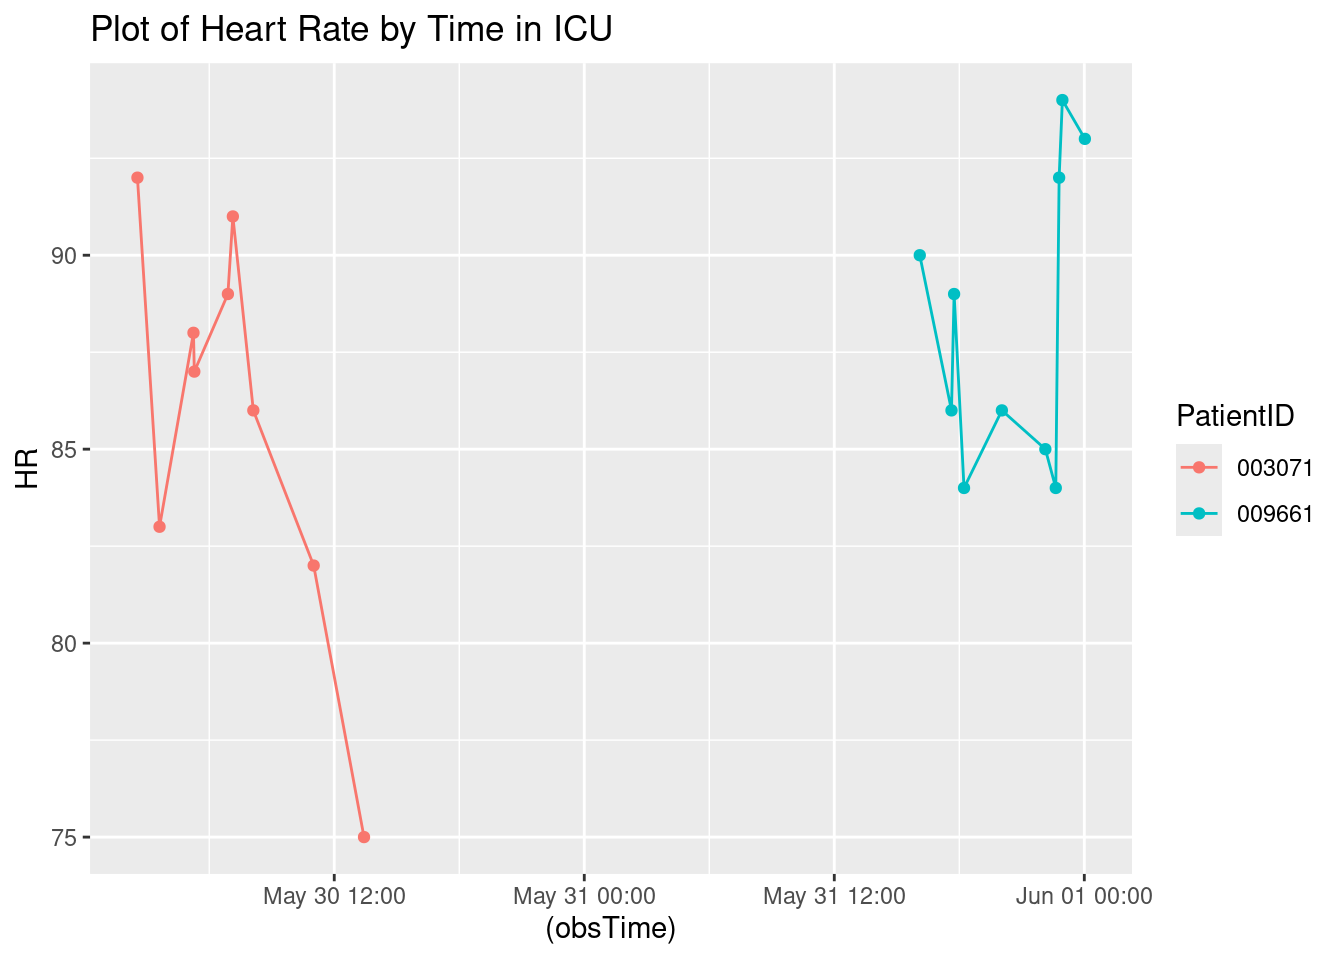 Plot of Heart Rate by Time in ICU
90
85
80
75
HR
May 30 12:00
May 31 00:00
May 31 12:00
Jun 01 00:00
(obsTime)
PatientID
003071
009661